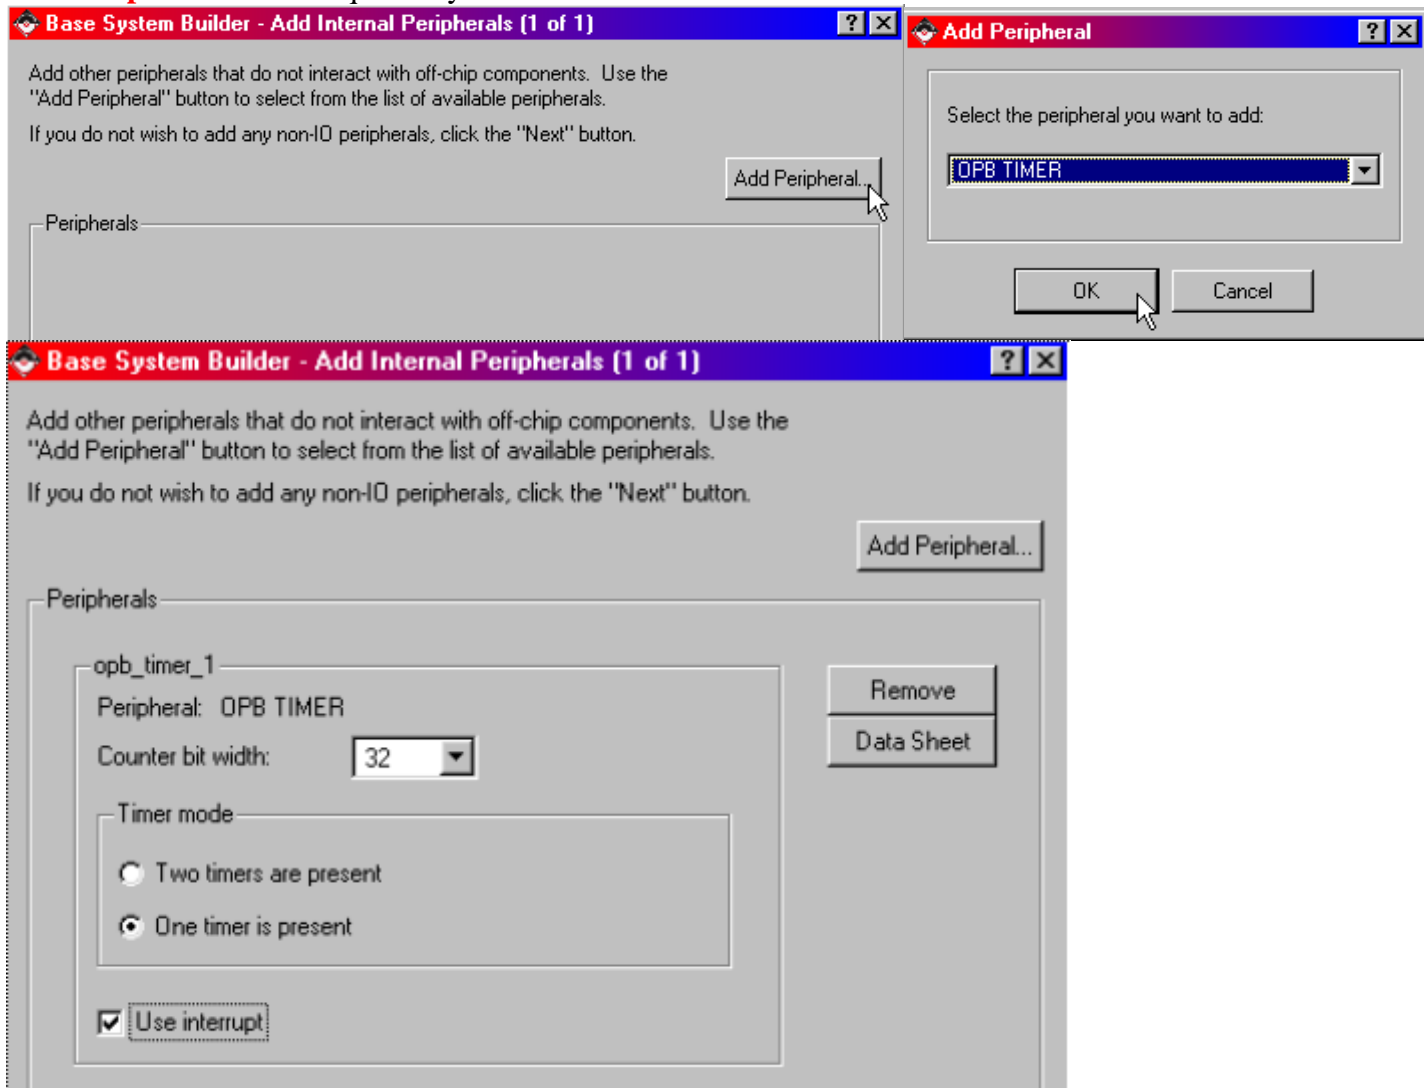 Base System Builder - Add Internal Peripherals (1 of 1)
Add other peripherals that do not interact with off-chip components. Use the
"Add Peripheral" button to select from the list of available peripherals.
If you do not wish to add any non-IO peripherals, click the "Next" button.
Add Peripheral...
Peripherals
Add Peripheral
Select the peripheral you want to add:
OPB TIMER
OK
Cancel
Base System Builder - Add Internal Peripherals (1 of 1)
Add other peripherals that do not interact with off-chip components. Use the
"Add Peripheral" button to select from the list of available peripherals.
If you do not wish to add any non-IO peripherals, click the "Next" button.
Add Peripheral...
Peripherals
opb_timer_1
Peripheral: OPB TIMER
Counter bit width: 32
Timer mode
Two timers are present
One timer is present
Use interrupt
Remove
Data Sheet